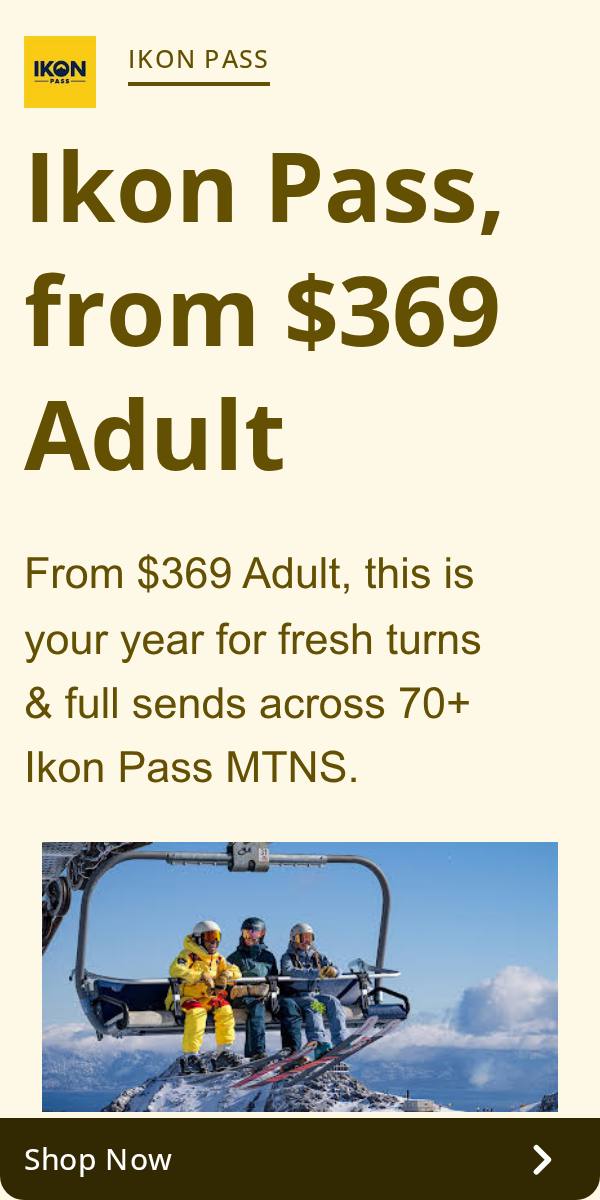 IKON
PASS
IKON PASS
Ikon Pass,
from $369
Adult
From $369 Adult, this is
your year for fresh turns
& full sends across 70+
Ikon Pass MTNS.
Shop Now